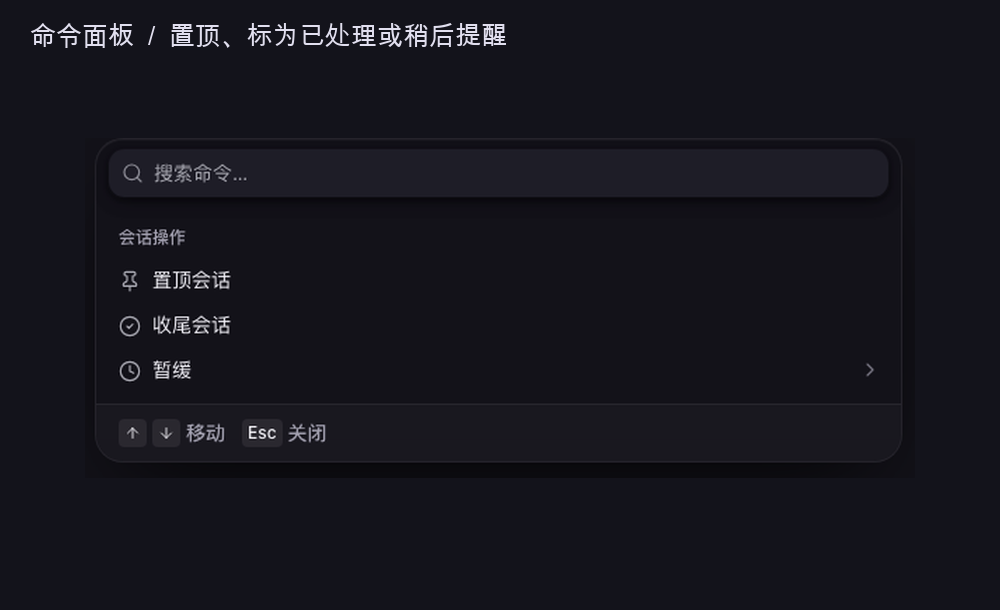 命令面板 / 置顶、标为已处理或稍后提醒
搜索命令...
会话操作
置顶会话
收尾会话
暂缓
↑ ↓ 移动 Esc 关闭